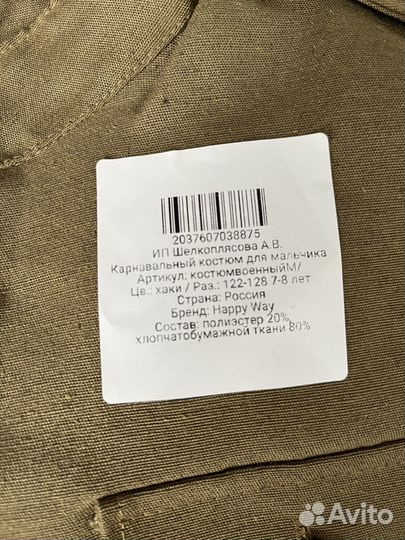 2037607038875
ИП Шелкоплясова А.В.
Карнавальный костюм для мальчика
Артикул: костюмвоенныйМ/
Цв.: хаки / Раз.: 122-128 7-8 лет
Страна: Россия
Бренд: Happy Way
Состав: полиэстер 20%,
хлопчатобумажной ткани 80%
Avito